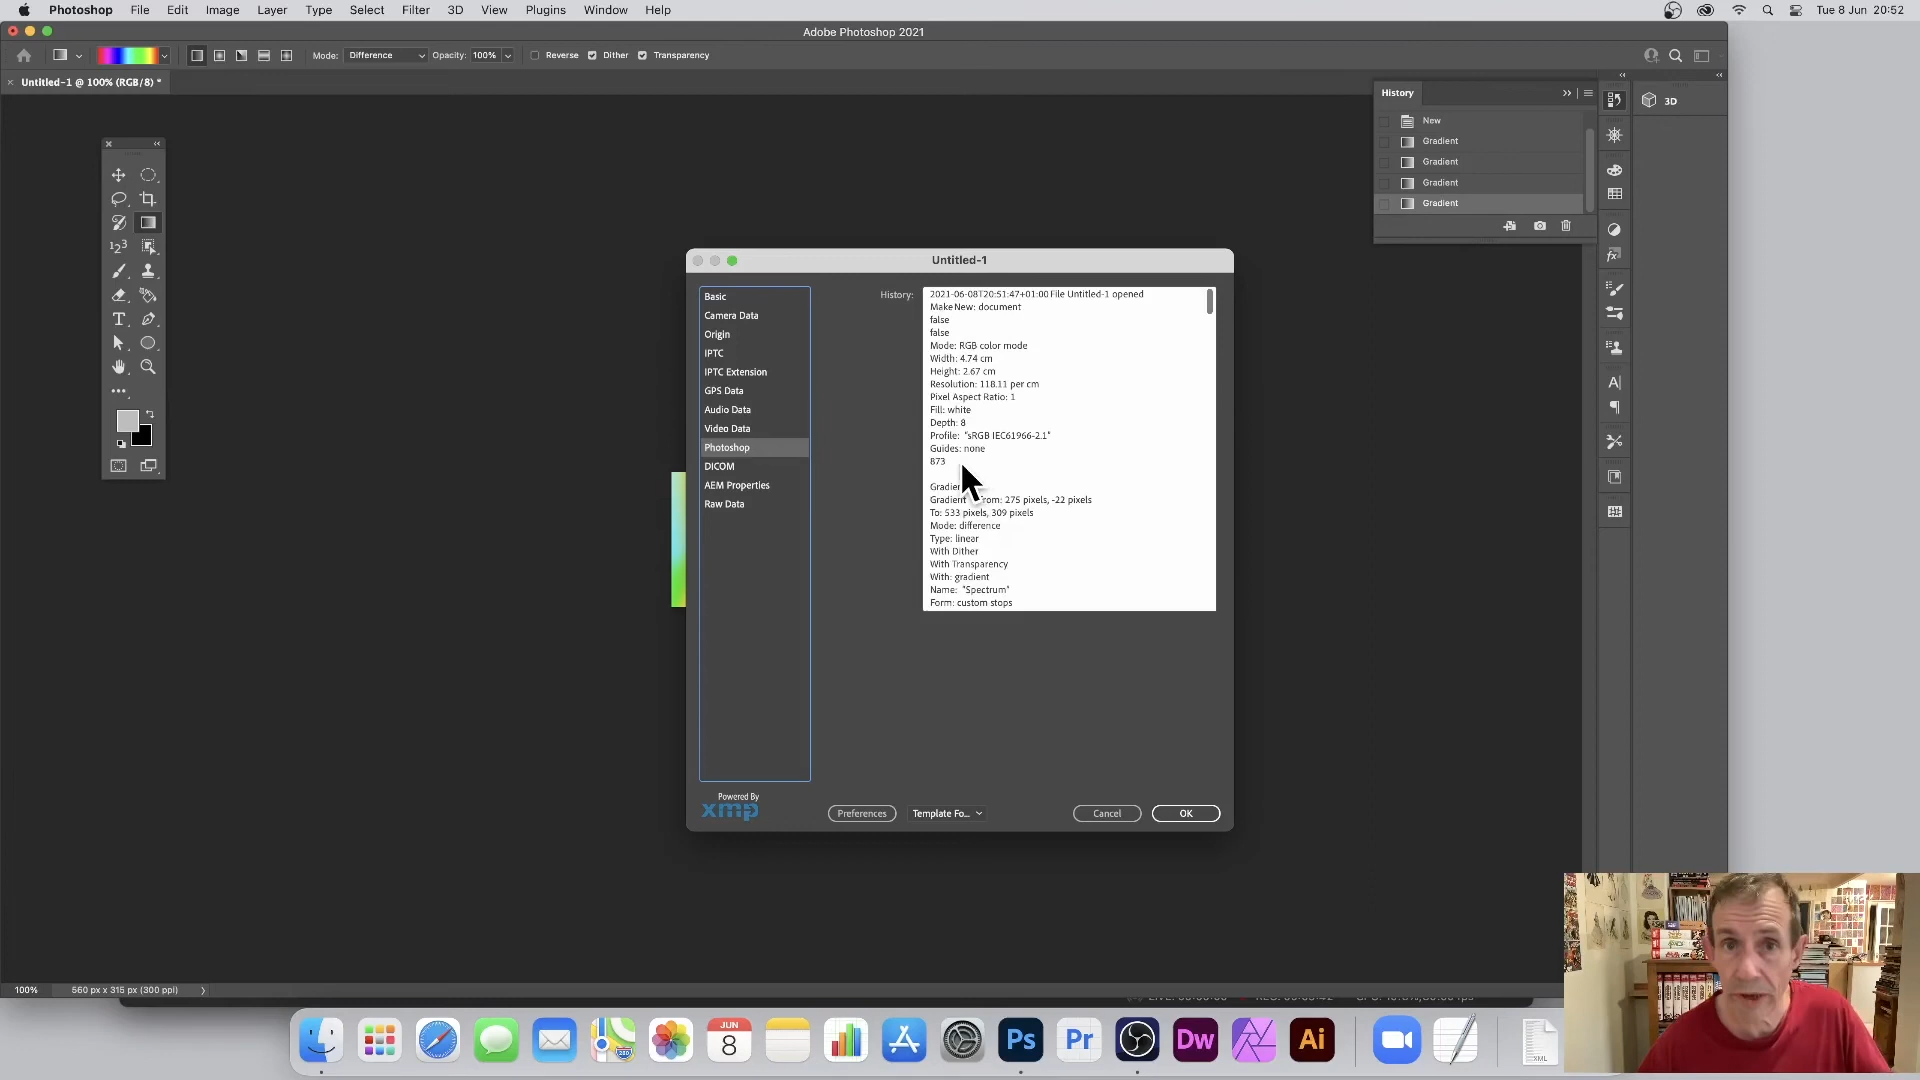 Photoshop File Edit Image Layer Type Select Filter 3D View Plugins Window Help Tue 8 Jun 20:52
Adobe Photoshop 2021
Mode: Difference Opacity: 100% Reverse Dither Transparency
Untitled-1 @ 100% (RGB/8) *
History
3D
New
Gradient
Gradient
Gradient
Gradient
Untitled-1
Basic
Camera Data
Origin
IPTC
IPTC Extension
GPS Data
Audio Data
Video Data
Photoshop
DICOM
AEM Properties
Raw Data
History:
2021-06-08T20:51:47+01:00 File Untitled-1 opened
Make New: document
false
false
Mode: RGB color mode
Width: 4.74 cm
Height: 2.67 cm
Resolution: 118.11 per cm
Pixel Aspect Ratio: 1
Fill: white
Depth: 8
Profile: "sRGB IEC61966-2.1"
Guides: none
873
Gradient From: 275 pixels, -22 pixels
To: 533 pixels, 309 pixels
Mode: difference
Type: linear
With Dither
With Transparency
With: gradient
Name: "Spectrum"
Form: custom stops
Powered By
xmp
Preferences Template Fo... Cancel OK
100% 560 px x 315 px (300 ppi)
JUN
8
280
Ps Pr Dw Ai
XML